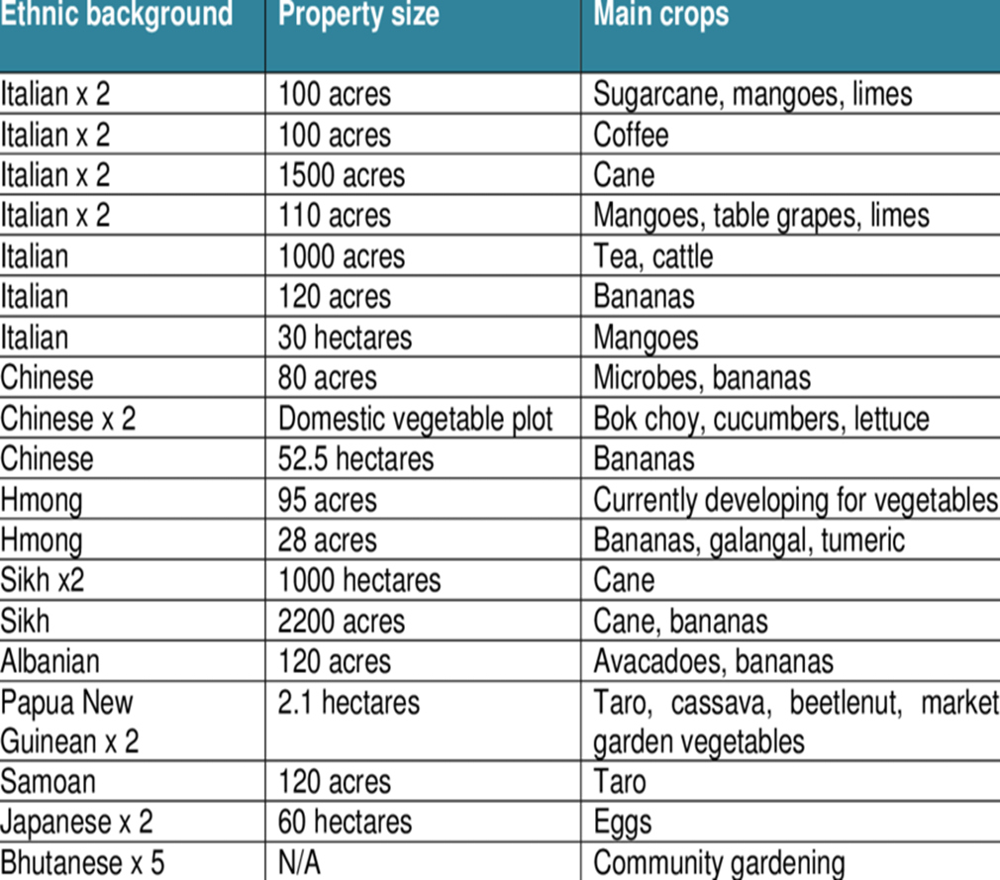 Ethnic background Property size Main crops
Italian x 2 100 acres Sugarcane, mangoes, limes
Italian x 2 100 acres Coffee
Italian x 2 1500 acres Cane
Italian x 2 110 acres Mangoes, table grapes, limes
Italian 1000 acres Tea, cattle
Italian 120 acres Bananas
Italian 30 hectares Mangoes
Chinese 80 acres Microbes, bananas
Chinese x 2 Domestic vegetable plot Bok choy, cucumbers, lettuce
Chinese 52.5 hectares Bananas
Hmong 95 acres Currently developing for vegetables
Hmong 28 acres Bananas, galangal, tumeric
Sikh x2 1000 hectares Cane
Sikh 2200 acres Cane, bananas
Albanian 120 acres Avacadoes, bananas
Papua New 2.1 hectares Taro, cassava, beetlenut, market
Guinean x 2 garden vegetables
Samoan 120 acres Taro
Japanese x 2 60 hectares Eggs
Bhutanese x 5 N/A Community gardening